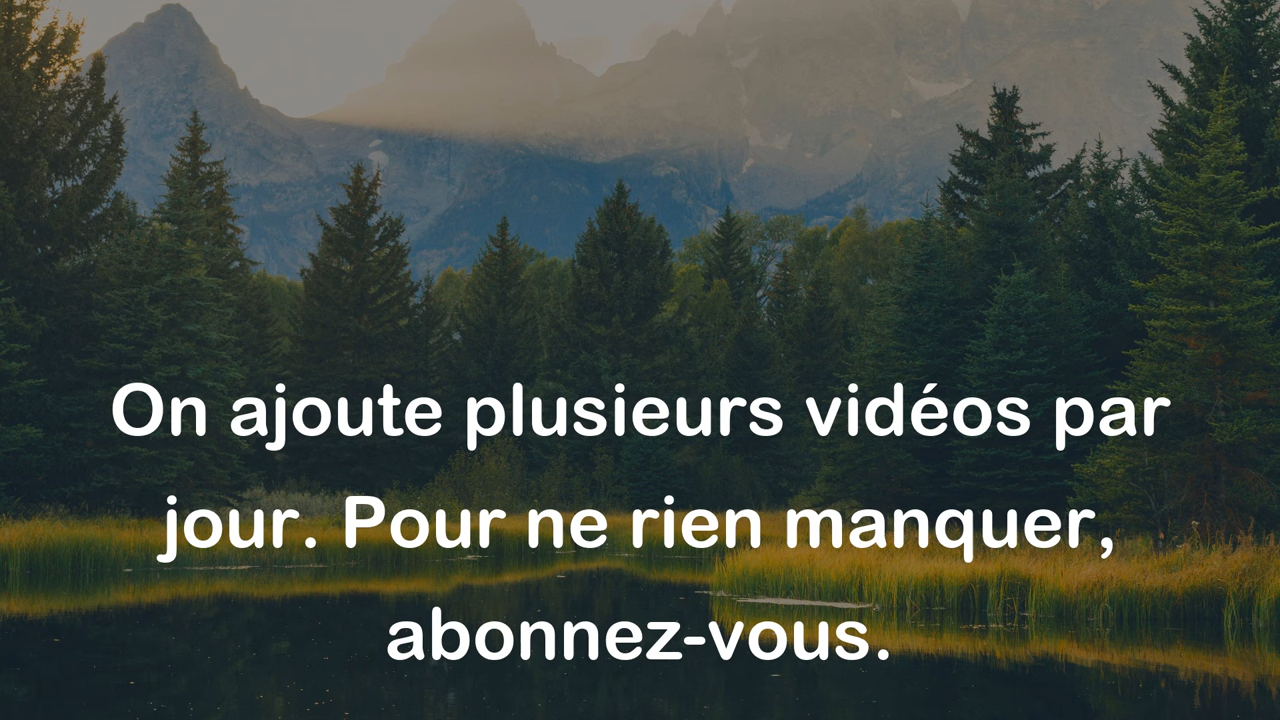 On ajoute plusieurs vidéos par
jour. Pour ne rien manquer,
abonnez-vous.